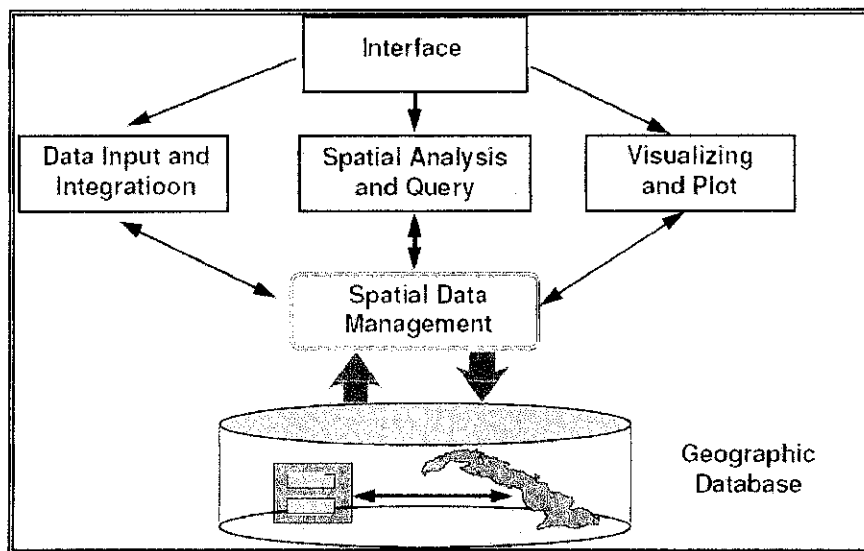 Interface
Data Input and
Integratioon
Spatial Analysis
and Query
Visualizing
and Plot
Spatial Data
Management
Geographic
Database